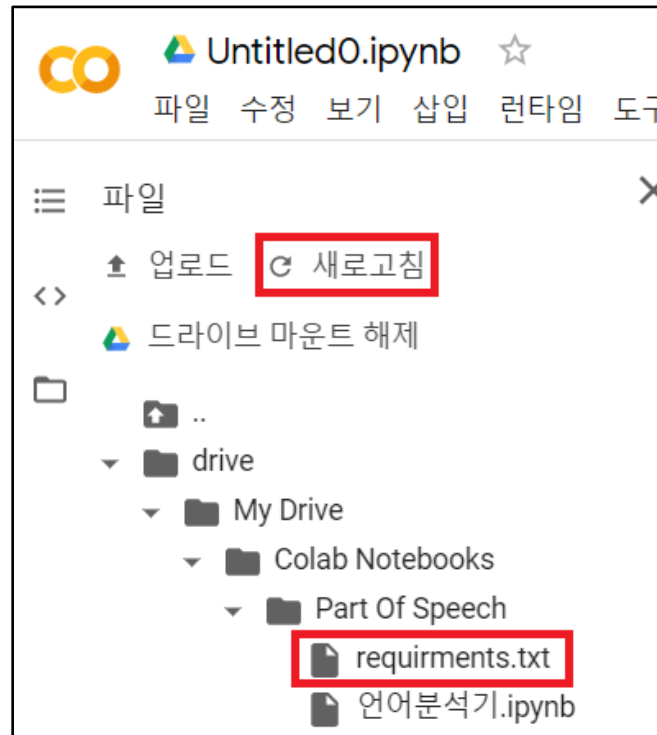 CO Untitled0.ipynb
파일 수정 보기 삽입 런타임 도구
파일
업로드 새로고침
드라이브 마운트 해제
..
drive
My Drive
Colab Notebooks
Part Of Speech
requirments.txt
언어분석기.ipynb